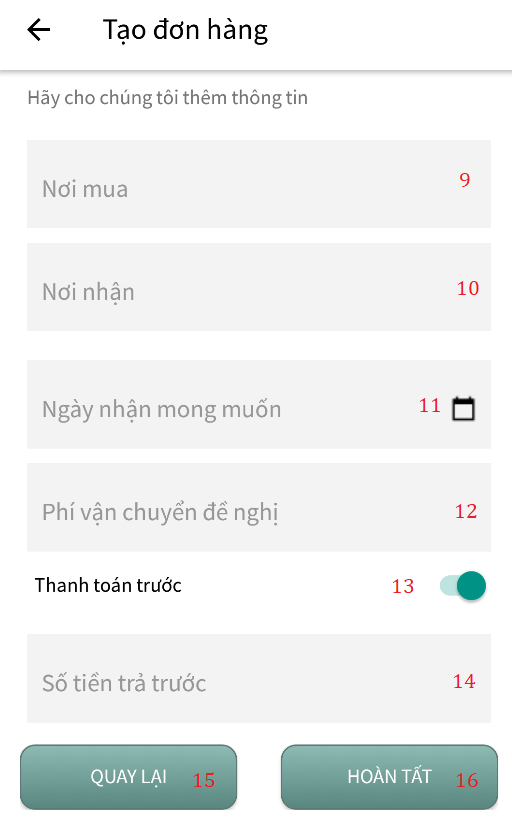 Tạo đơn hàng
Hãy cho chúng tôi thêm thông tin
Nơi mua 9
Nơi nhận 10
Ngày nhận mong muốn 11
Phí vận chuyển đề nghị 12
Thanh toán trước 13
Số tiền trả trước 14
QUAY LẠI 15 HOÀN TẤT 16